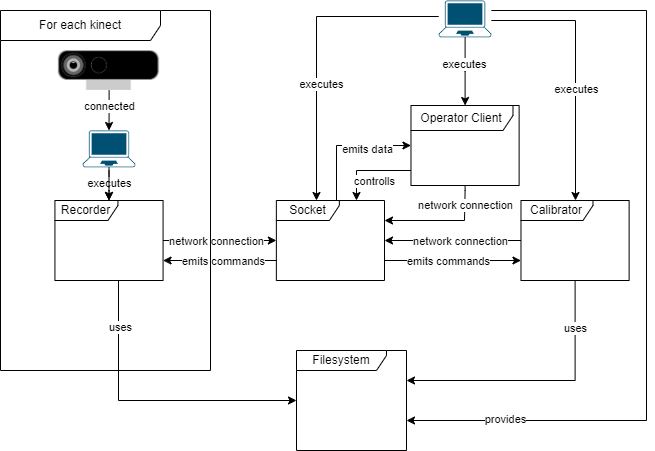 For each kinect
executes
executes
executes
connected
Operator Client
emits data
executes
controlls
network connection
Recorder
Socket
Calibrator
network connection
network connection
emits commands
emits commands
uses
uses
Filesystem
provides